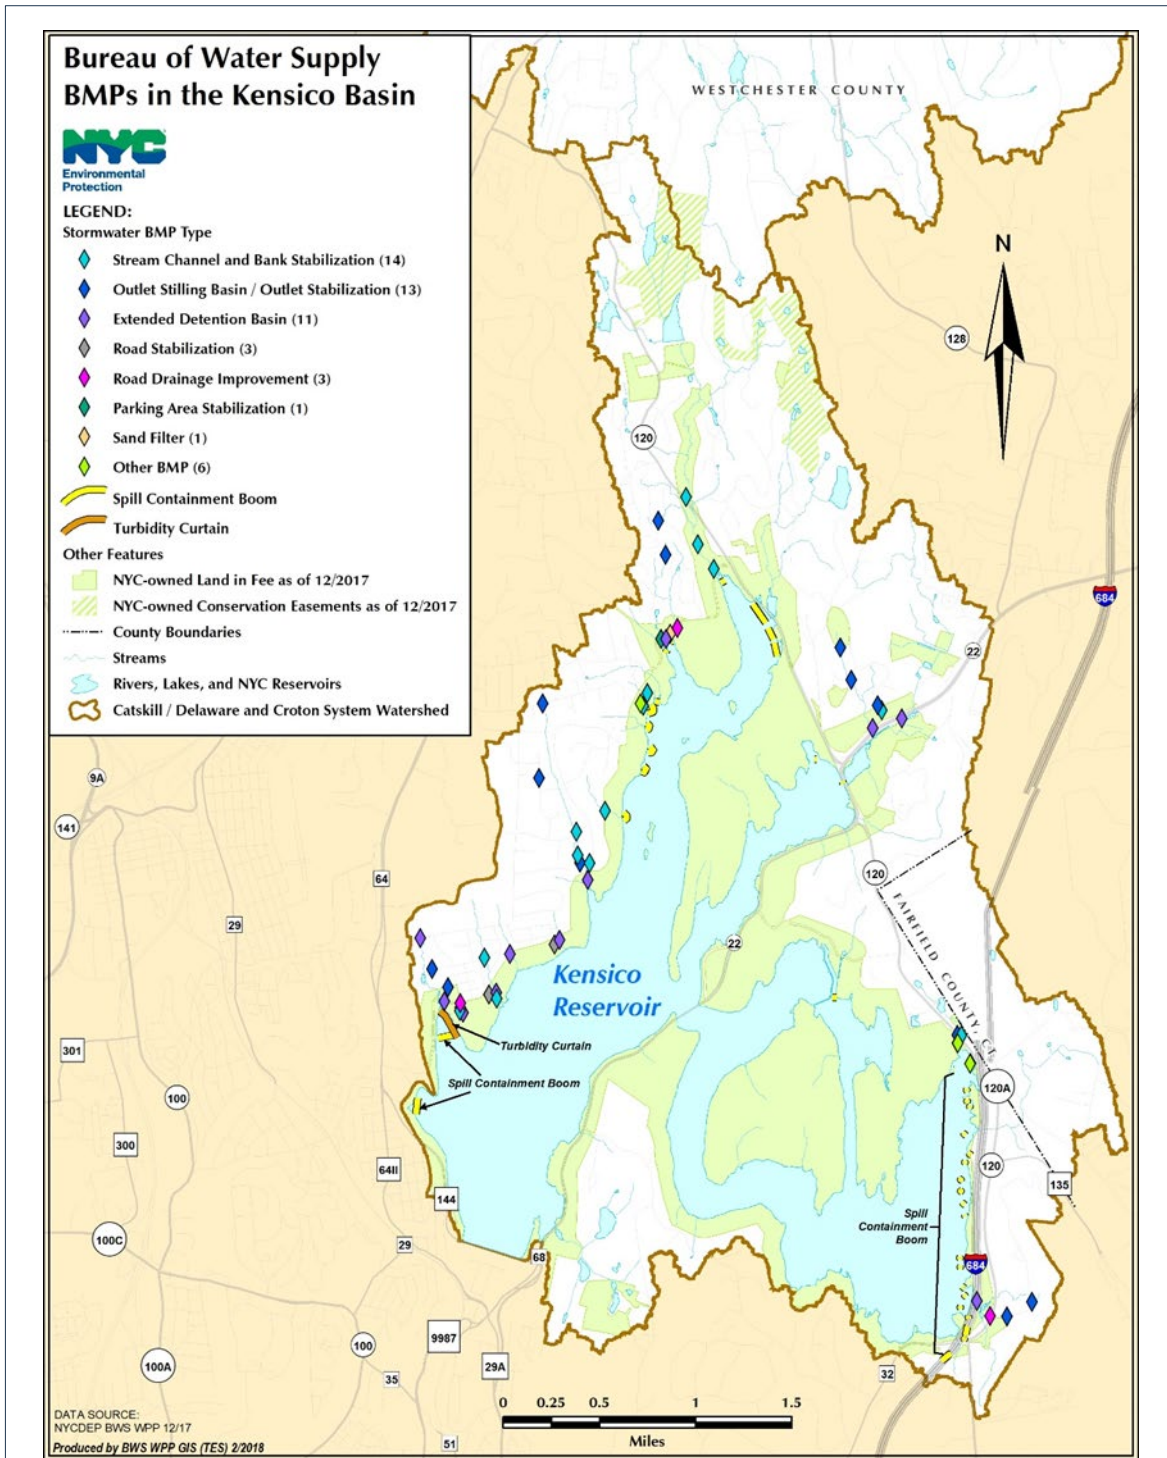 Bureau of Water Supply
BMPs in the Kensico Basin
NYC
Environmental
Protection
LEGEND:
Stormwater BMP Type
Stream Channel and Bank Stabilization (14)
Outlet Stilling Basin / Outlet Stabilization (13)
Extended Detention Basin (11)
Road Stabilization (3)
Road Drainage Improvement (3)
Parking Area Stabilization (1)
Sand Filter (1)
Other BMP (6)
Spill Containment Boom
Turbidity Curtain
Other Features
NYC-owned Land in Fee as of 12/2017
NYC-owned Conservation Easements as of 12/2017
County Boundaries
Streams
Rivers, Lakes, and NYC Reservoirs
Catskill / Delaware and Croton System Watershed
WESTCHESTER COUNTY
N
128
120
684
22
9A
141
64
29
120
FAIRFIELD COUNTY, CT.
22
Kensico
Reservoir
301
Turbidity Curtain
Spill Containment Boom
100
120A
300
64II
120
135
144
Spill
Containment
Boom
100C
29
68
684
9987
100
100A
29A
35
32
51
0 0.25 0.5 1 1.5
Miles
DATA SOURCE:
NYCDEP BWS WPP 12/17
Produced by BWS WPP GIS (TES) 2/2018